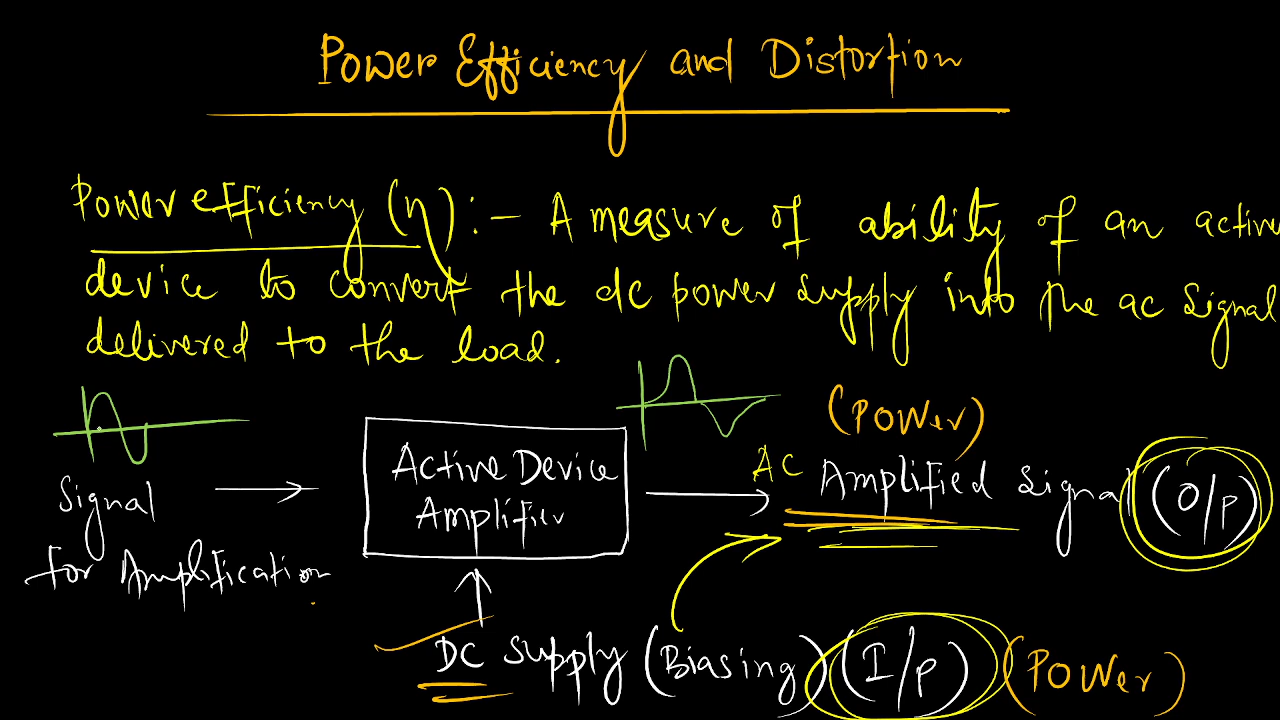 Power Efficiency and Distortion
Power efficiency (η):- A measure of ability of an active
device to convert the dc power supply into the ac signal
delivered to the load.
(Power)
Signal
for Amplification
Active Device
Amplifier
AC Amplified Signal (O/p)
DC Supply (Biasing) (I/p) (Power)